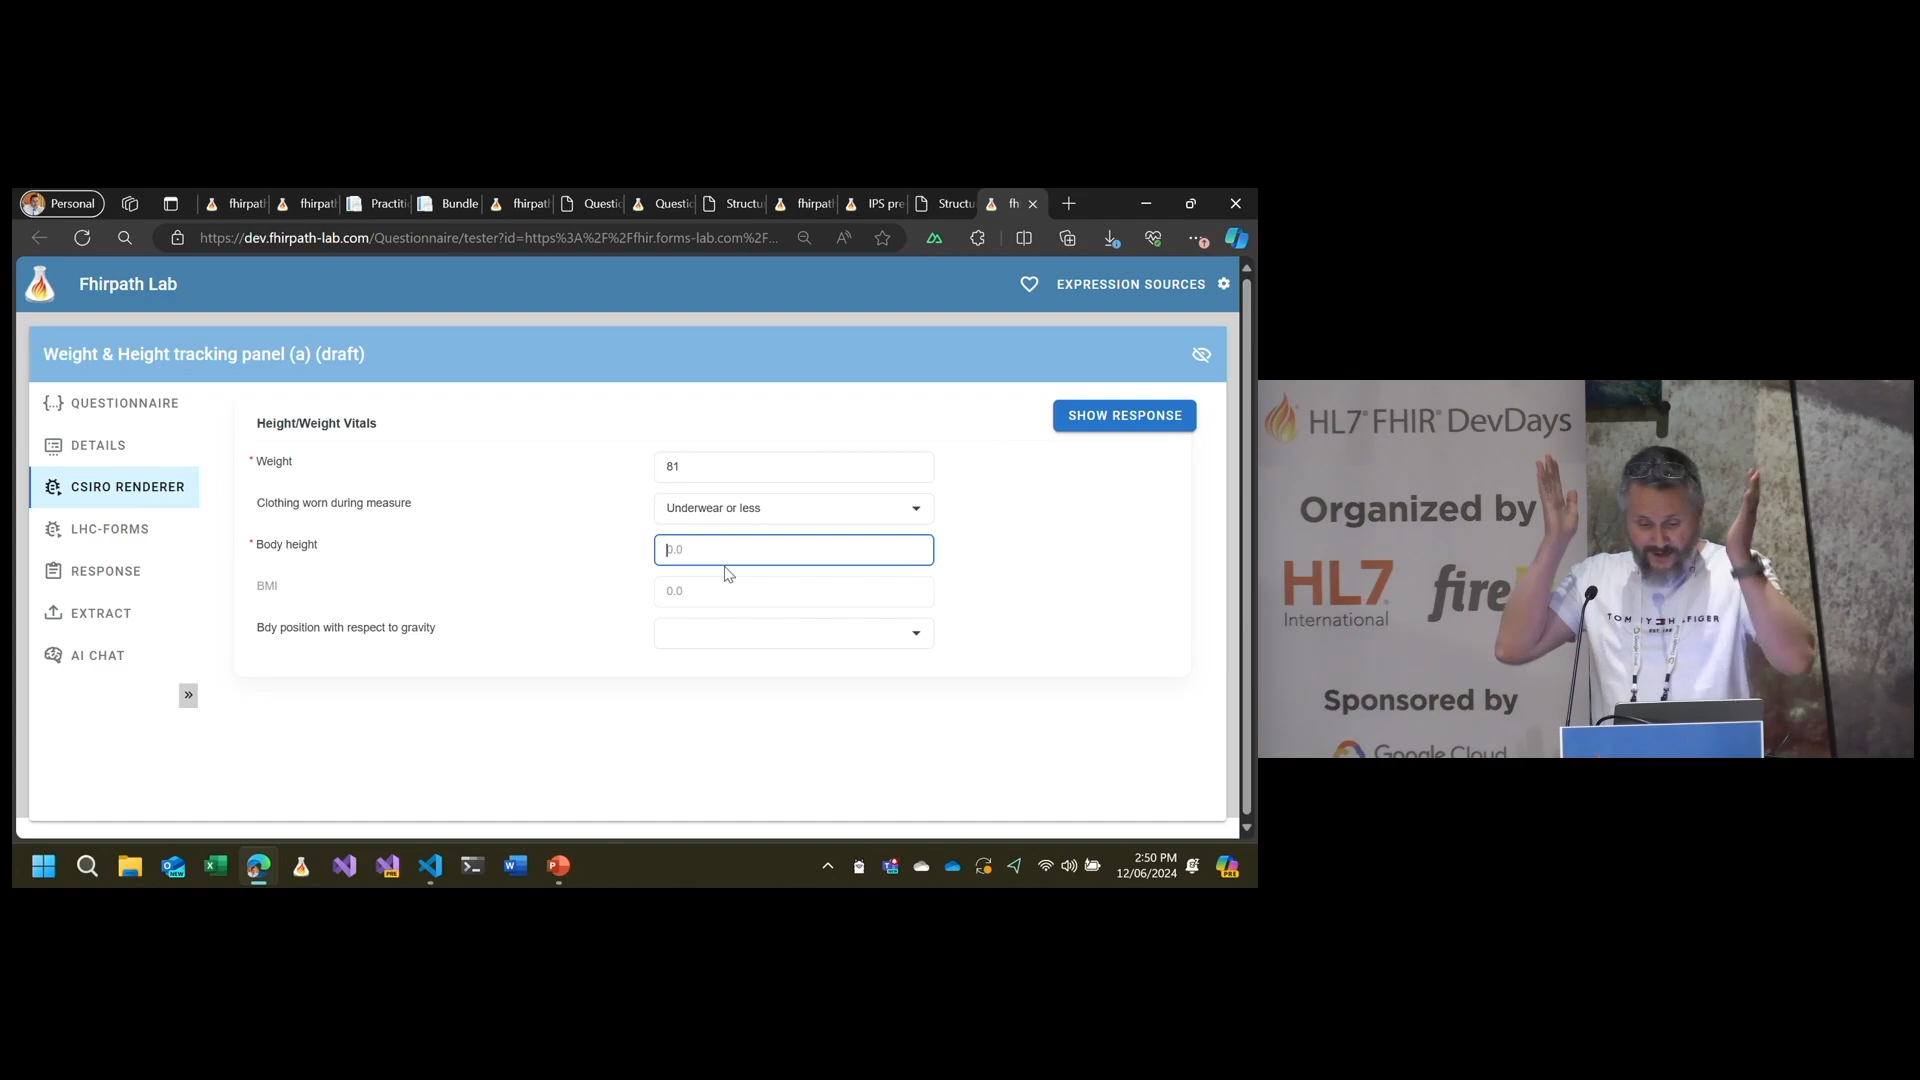 Personal
fhirpath
fhirpath
Practiti
Bundle
fhirpath
Questic
Questic
Structu
fhirpath
IPS pre
Structu
fh
https://dev.fhirpath-lab.com/Questionnaire/tester?id=https%3A%2F%2Ffhir.forms-lab.com%2F...
Fhirpath Lab
EXPRESSION SOURCES
Weight & Height tracking panel (a) (draft)
QUESTIONNAIRE
DETAILS
CSIRO RENDERER
LHC-FORMS
RESPONSE
EXTRACT
AI CHAT
Height/Weight Vitals
SHOW RESPONSE
* Weight
81
Clothing worn during measure
Underwear or less
* Body height
0.0
BMI
0.0
Bdy position with respect to gravity
2:50 PM
12/06/2024
HL7 FHIR DevDays
Organized by
HL7
International
fire
Sponsored by
Google Cloud